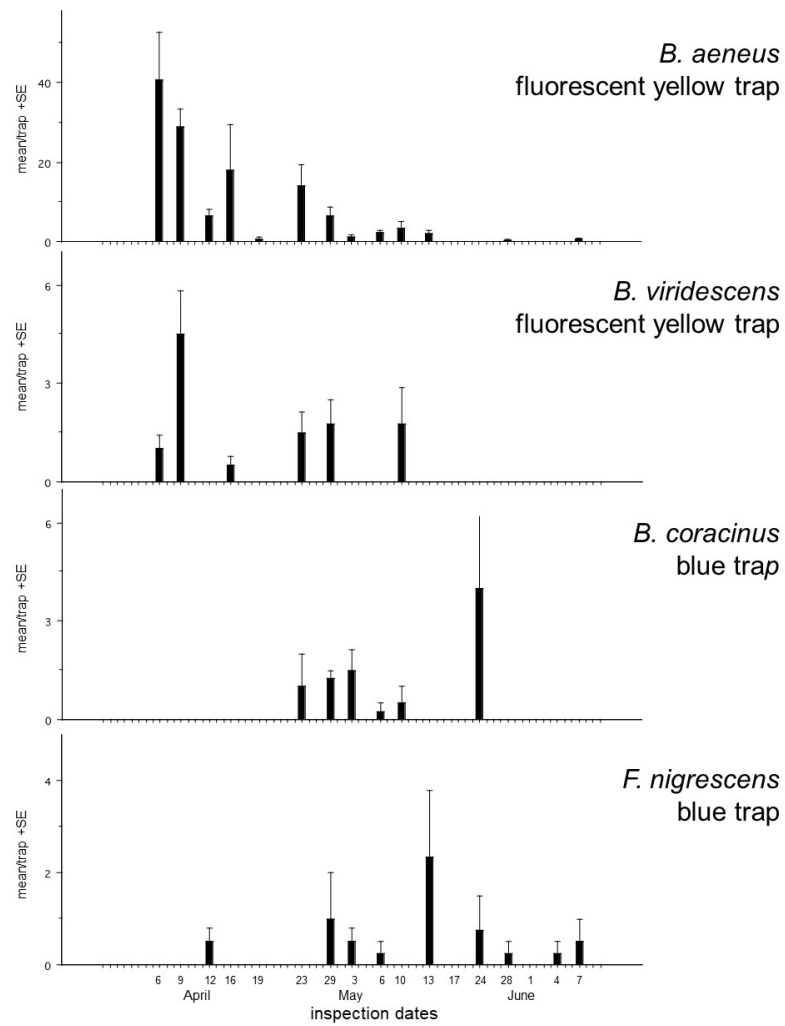 B. aeneus
fluorescent yellow trap
mean/trap +SE
40
20
0
B. viridescens
fluorescent yellow trap
mean/trap +SE
6
3
0
B. coracinus
blue trap
mean/trap +SE
6
3
0
F. nigrescens
blue trap
mean/trap +SE
4
2
0
6 9 12 16 19 23 29 3 6 10 13 17 24 28 1 4 7
April May June
inspection dates